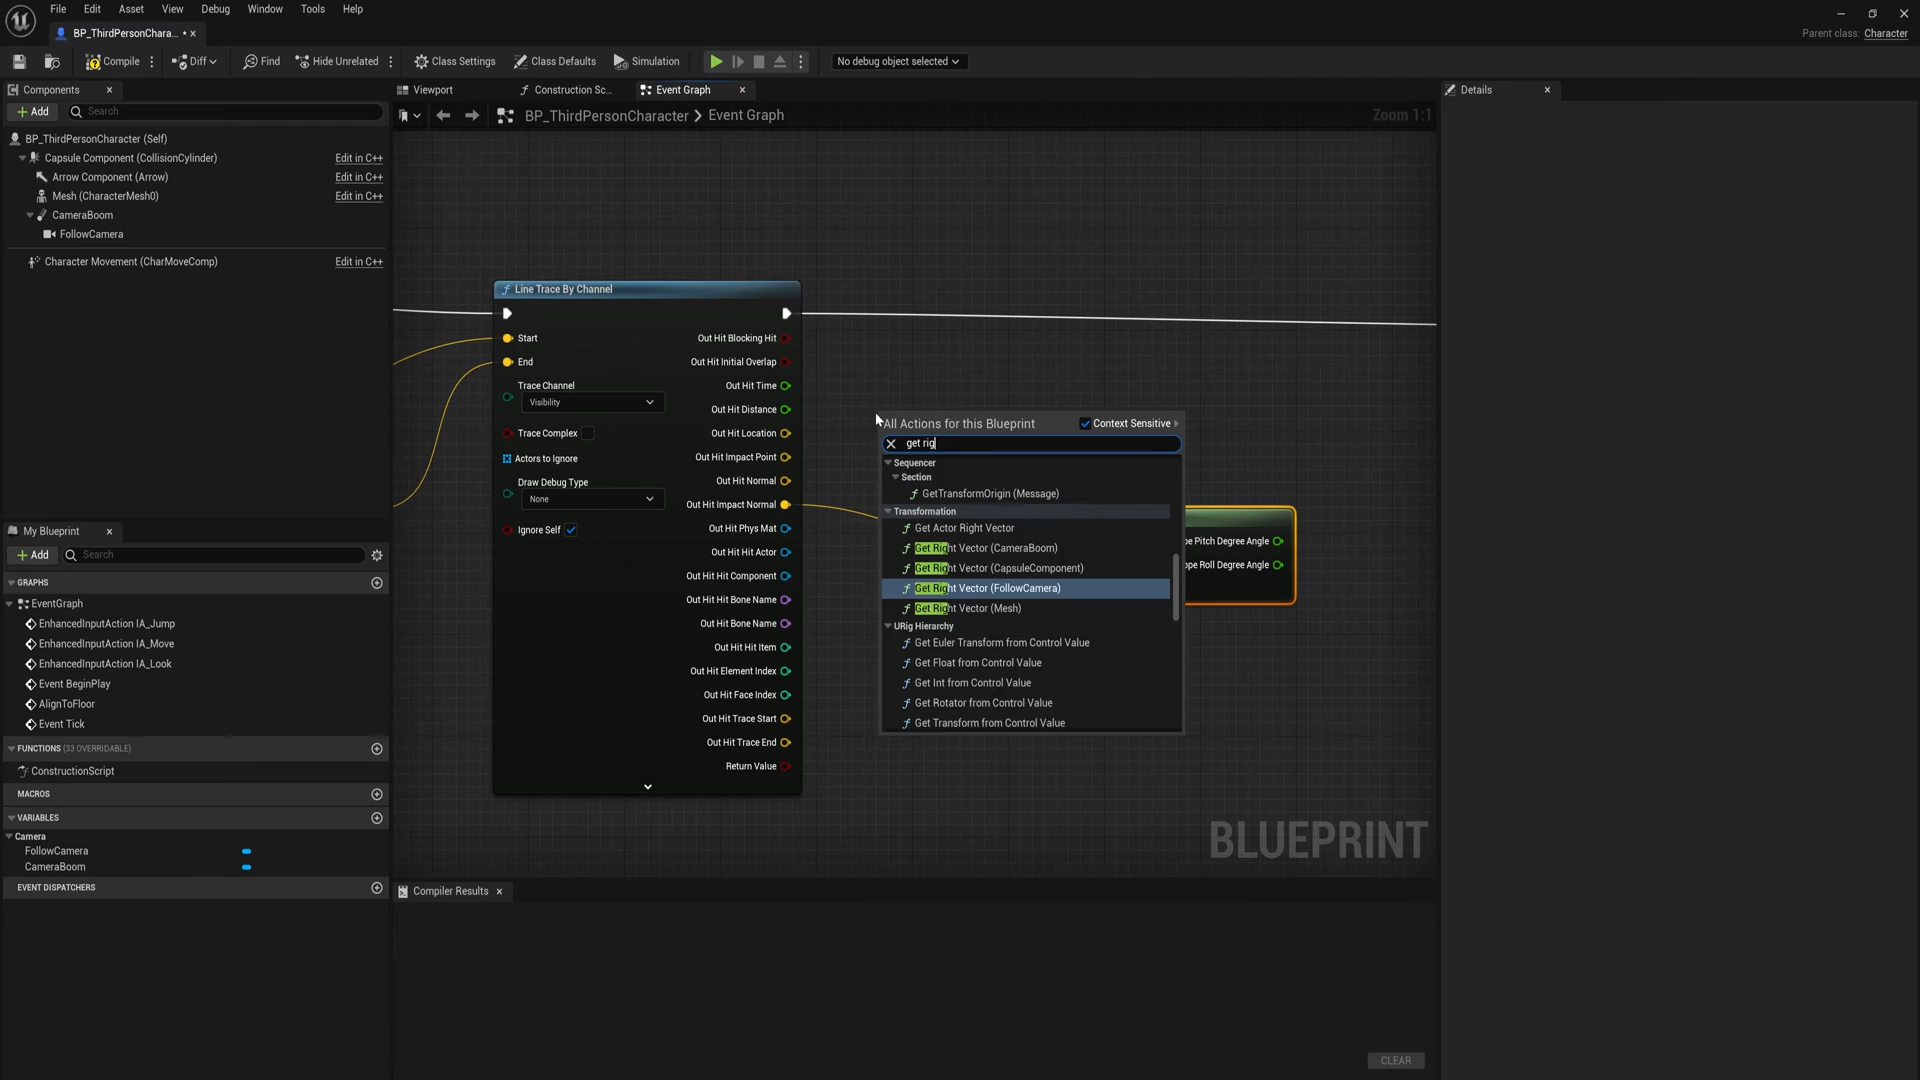 File Edit Asset View Debug Window Tools Help
BP_ThirdPersonChara... •
Parent class: Character
Compile Diff Find Hide Unrelated Class Settings Class Defaults Simulation No debug object selected
Components
Viewport Construction Sc... Event Graph
Details
Add Search
BP_ThirdPersonCharacter > Event Graph
Zoom 1:1
BP_ThirdPersonCharacter (Self)
Capsule Component (CollisionCylinder) Edit in C++
Arrow Component (Arrow) Edit in C++
Mesh (CharacterMesh0) Edit in C++
CameraBoom
FollowCamera
Character Movement (CharMoveComp) Edit in C++
My Blueprint
Add Search
GRAPHS
EventGraph
EnhancedInputAction IA_Jump
EnhancedInputAction IA_Move
EnhancedInputAction IA_Look
Event BeginPlay
AlignToFloor
Event Tick
FUNCTIONS (33 OVERRIDABLE)
ConstructionScript
MACROS
VARIABLES
Camera
FollowCamera
CameraBoom
EVENT DISPATCHERS
Line Trace By Channel
Start
End
Trace Channel
Visibility
Trace Complex
Actors to Ignore
Draw Debug Type
None
Ignore Self
Out Hit Blocking Hit
Out Hit Initial Overlap
Out Hit Time
Out Hit Distance
Out Hit Location
Out Hit Impact Point
Out Hit Normal
Out Hit Impact Normal
Out Hit Phys Mat
Out Hit Hit Actor
Out Hit Hit Component
Out Hit Hit Bone Name
Out Hit Bone Name
Out Hit Hit Item
Out Hit Element Index
Out Hit Face Index
Out Hit Trace Start
Out Hit Trace End
Return Value
All Actions for this Blueprint Context Sensitive
get rig
Sequencer
Section
GetTransformOrigin (Message)
Transformation
Get Actor Right Vector
Get Right Vector (CameraBoom)
Get Right Vector (CapsuleComponent)
Get Right Vector (FollowCamera)
Get Right Vector (Mesh)
URig Hierarchy
Get Euler Transform from Control Value
Get Float from Control Value
Get Int from Control Value
Get Rotator from Control Value
Get Transform from Control Value
pe Pitch Degree Angle
ope Roll Degree Angle
BLUEPRINT
Compiler Results
CLEAR